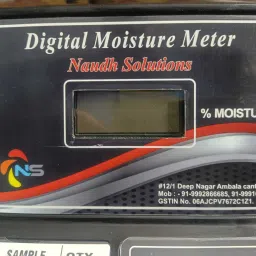 Digital Moisture Meter
Naudh Solutions
% MOISTU
NS
#12/1 Deep Nagar Ambala cant
Mob : -91-9992866685, 91-9991
GSTIN No. 06AJCPV7672C1Z1.
SAMPLE
QTY